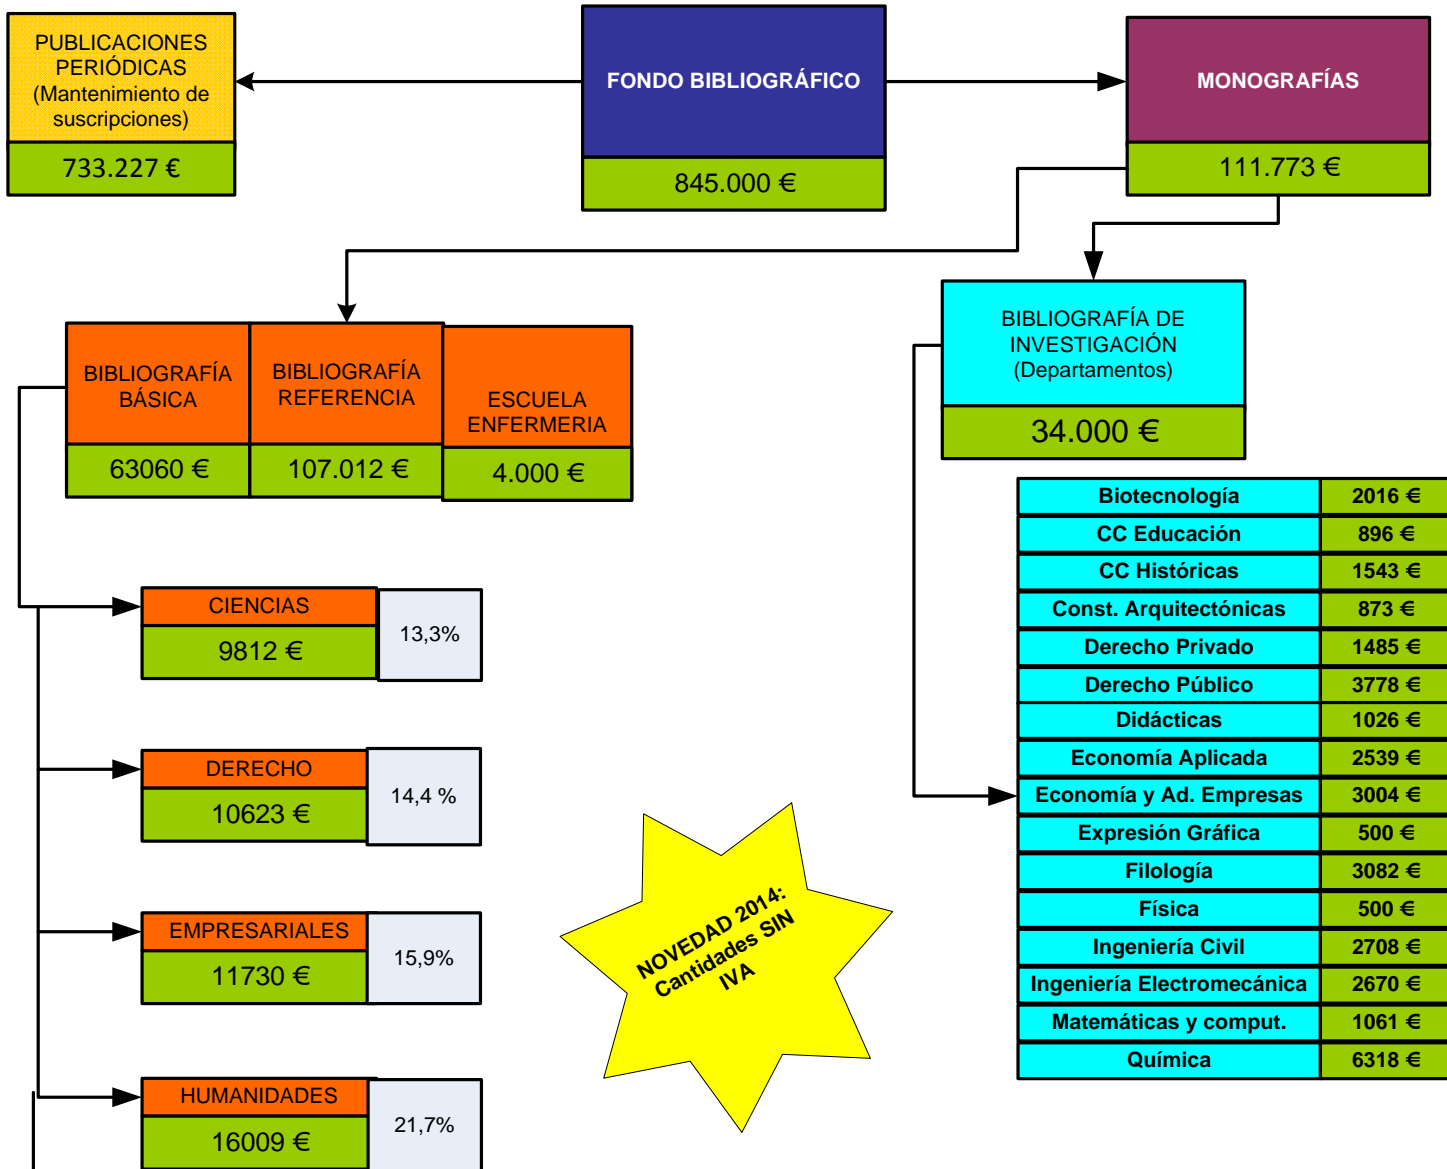 PUBLICACIONES
PERIÓDICAS
(Mantenimiento de
suscripciones)
733.227 €
FONDO BIBLIOGRÁFICO
845.000 €
MONOGRAFÍAS
111.773 €
BIBLIOGRAFÍA
BÁSICA
63060 €
BIBLIOGRAFÍA
REFERENCIA
107.012 €
ESCUELA
ENFERMERIA
4.000 €
BIBLIOGRAFÍA DE
INVESTIGACIÓN
(Departamentos)
34.000 €
CIENCIAS
9812 €
13,3%
DERECHO
10623 €
14,4 %
EMPRESARIALES
11730 €
15,9%
HUMANIDADES
16009 €
21,7%
NOVEDAD 2014:
Cantidades SIN
IVA
Biotecnología 2016 €
CC Educación 896 €
CC Históricas 1543 €
Const. Arquitectónicas 873 €
Derecho Privado 1485 €
Derecho Público 3778 €
Didácticas 1026 €
Economía Aplicada 2539 €
Economía y Ad. Empresas 3004 €
Expresión Gráfica 500 €
Filología 3082 €
Física 500 €
Ingeniería Civil 2708 €
Ingeniería Electromecánica 2670 €
Matemáticas y comput. 1061 €
Química 6318 €